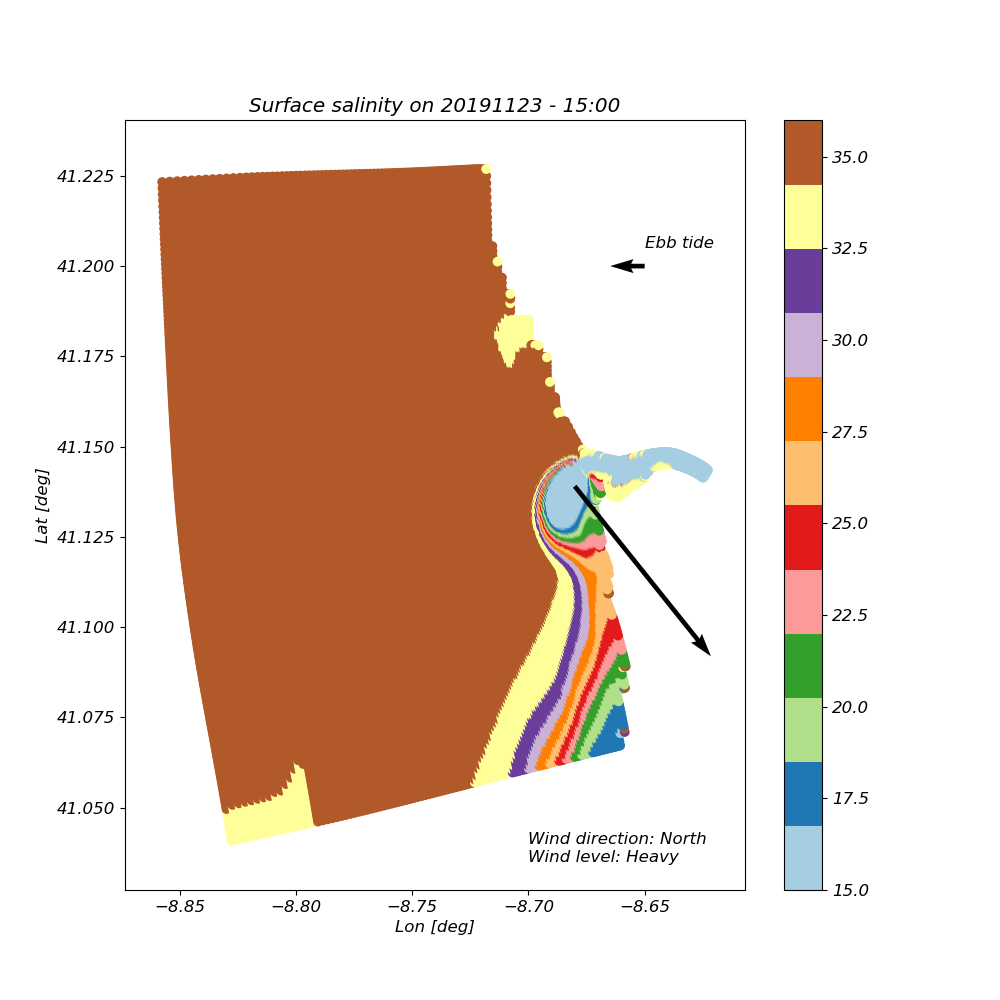 Surface salinity on 20191123 - 15:00
41.225
41.200
41.175
41.150
41.125
41.100
41.075
41.050
Lat [deg]
Ebb tide
Wind direction: North
Wind level: Heavy
−8.85 −8.80 −8.75 −8.70 −8.65
Lon [deg]
35.0
32.5
30.0
27.5
25.0
22.5
20.0
17.5
15.0